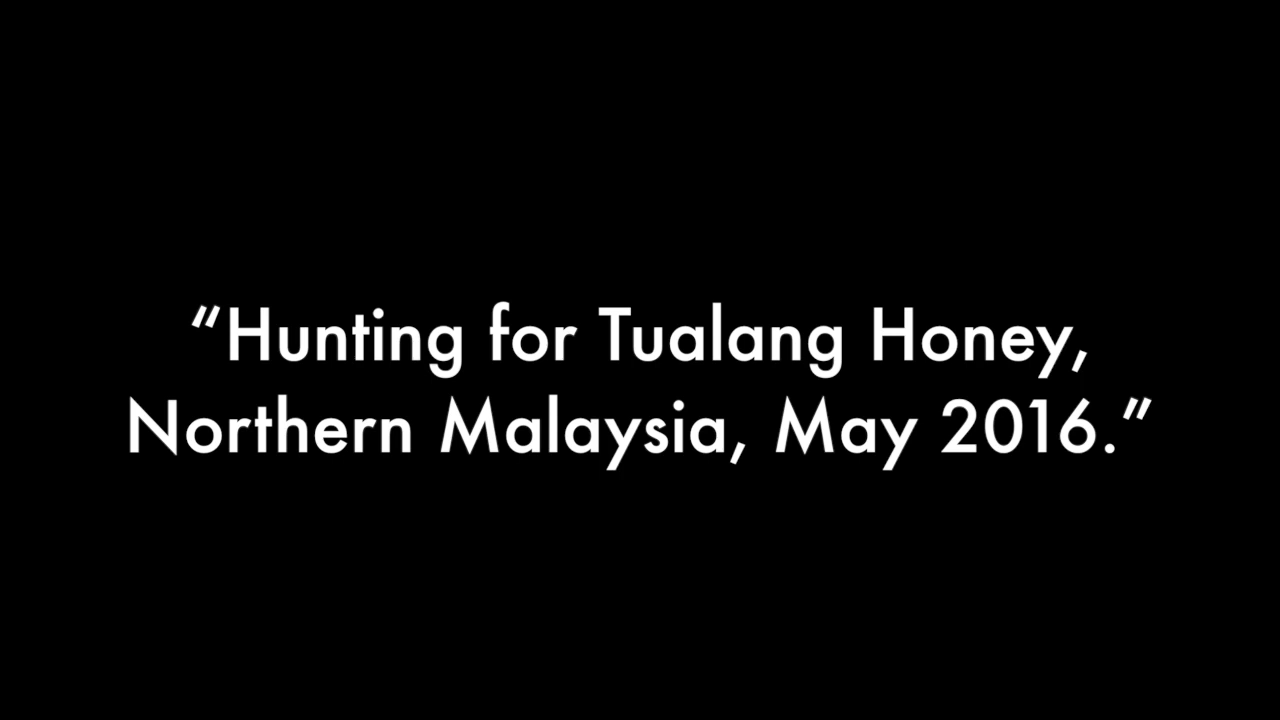 “Hunting for Tualang Honey,
Northern Malaysia, May 2016.”